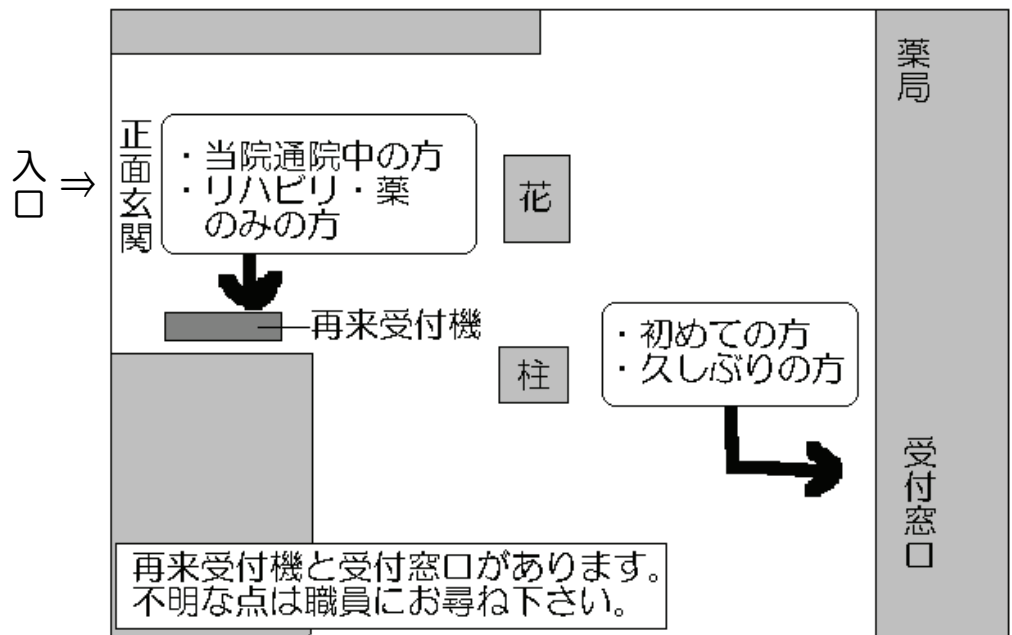 入口 ⇒
正面玄関
・当院通院中の方
・リハビリ・薬
のみの方
花
薬局
再来受付機
柱
・初めての方
・久しぶりの方
受付窓口
再来受付機と受付窓口があります。
不明な点は職員にお尋ね下さい。